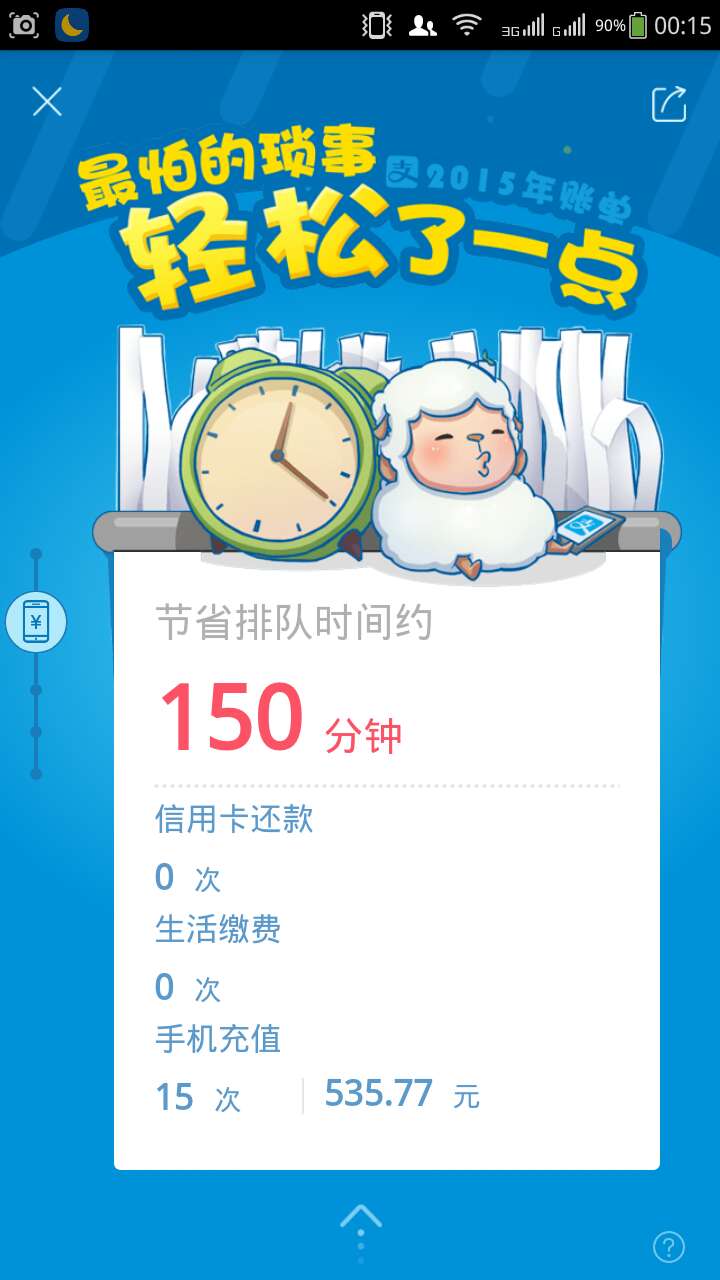 3G G 90% 00:15
最怕的琐事
支2015年账单
轻松了一点
支
节省排队时间约
150 分钟
¥
信用卡还款
0 次
生活缴费
0 次
手机充值
15 次 535.77 元
?